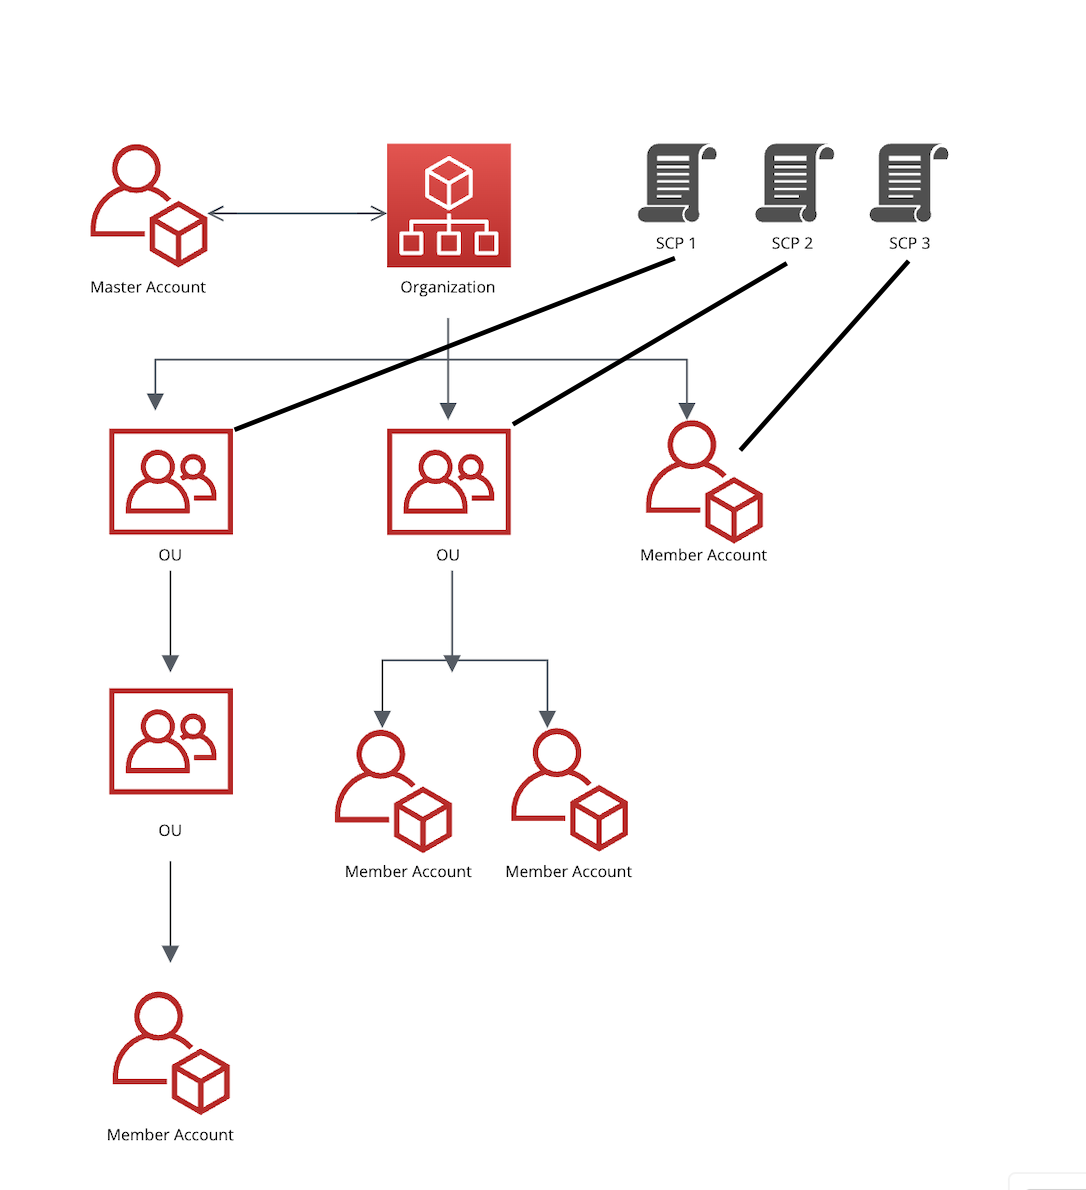 SCP 1
SCP 2
SCP 3
Master Account
Organization
OU
OU
Member Account
OU
Member Account
Member Account
Member Account